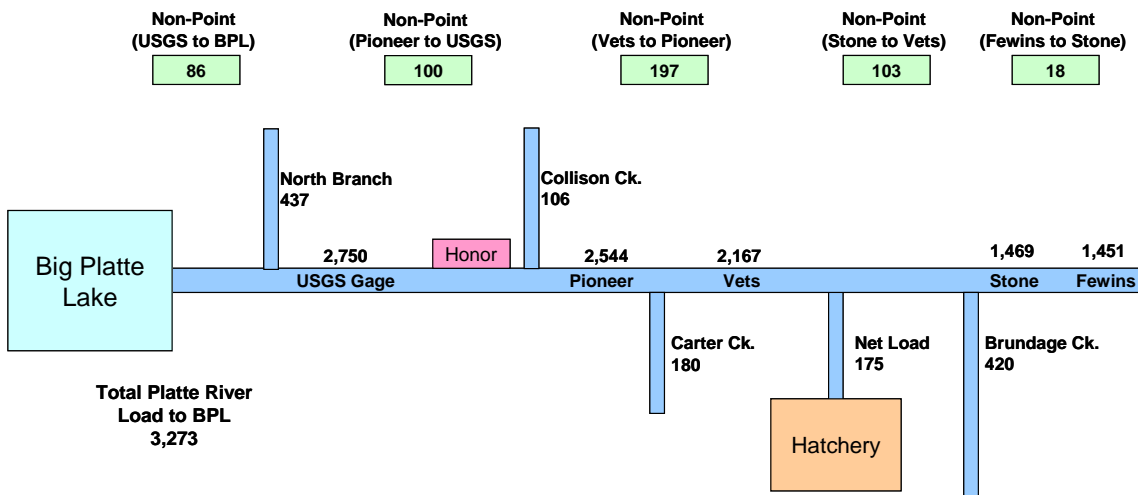 Non-Point
(USGS to BPL)
86
Non-Point
(Pioneer to USGS)
100
Non-Point
(Vets to Pioneer)
197
Non-Point
(Stone to Vets)
103
Non-Point
(Fewins to Stone)
18
North Branch
437
Collison Ck.
106
Big Platte
Lake
2,750
Honor
2,544
2,167
1,469
1,451
USGS Gage
Pioneer
Vets
Stone
Fewins
Carter Ck.
180
Net Load
175
Brundage Ck.
420
Total Platte River
Load to BPL
3,273
Hatchery